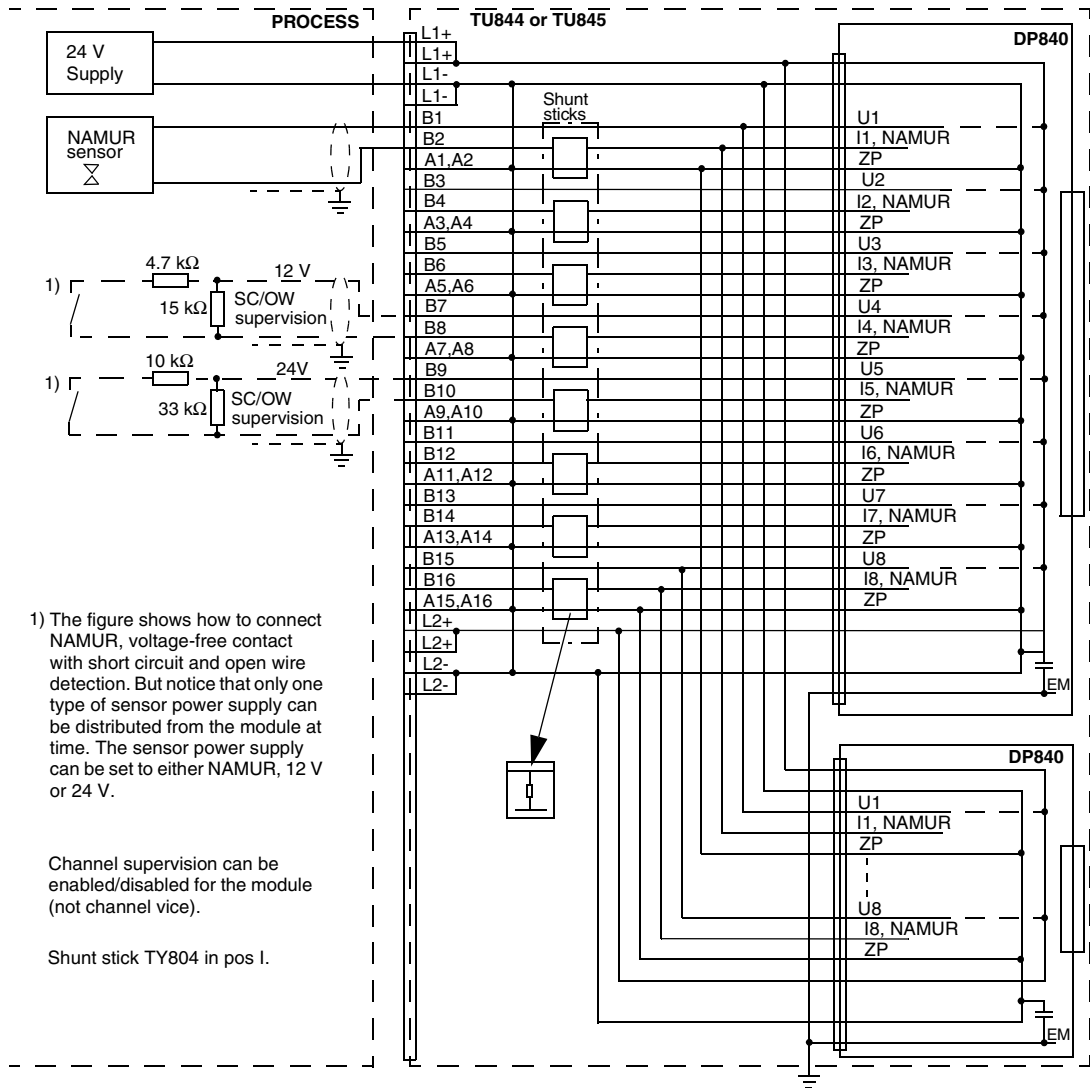 PROCESS
TU844 or TU845
DP840
24 V
Supply
NAMUR
sensor
L1+
L1+
L1-
L1-
Shunt
sticks
B1
B2
A1,A2
B3
B4
A3,A4
B5
B6
A5,A6
B7
B8
A7,A8
B9
B10
A9,A10
B11
B12
A11,A12
B13
B14
A13,A14
B15
B16
A15,A16
L2+
L2+
L2-
L2-
U1
I1, NAMUR
ZP
U2
I2, NAMUR
ZP
U3
I3, NAMUR
ZP
U4
I4, NAMUR
ZP
U5
I5, NAMUR
ZP
U6
I6, NAMUR
ZP
U7
I7, NAMUR
ZP
U8
I8, NAMUR
ZP
EM
1)
4.7 kΩ
12 V
15 kΩ
SC/OW
supervision
1)
10 kΩ
24V
33 kΩ
SC/OW
supervision
1) The figure shows how to connect
NAMUR, voltage-free contact
with short circuit and open wire
detection. But notice that only one
type of sensor power supply can
be distributed from the module at
time. The sensor power supply
can be set to either NAMUR, 12 V
or 24 V.
Channel supervision can be
enabled/disabled for the module
(not channel vice).
Shunt stick TY804 in pos I.
DP840
U1
I1, NAMUR
ZP
U8
I8, NAMUR
ZP
EM